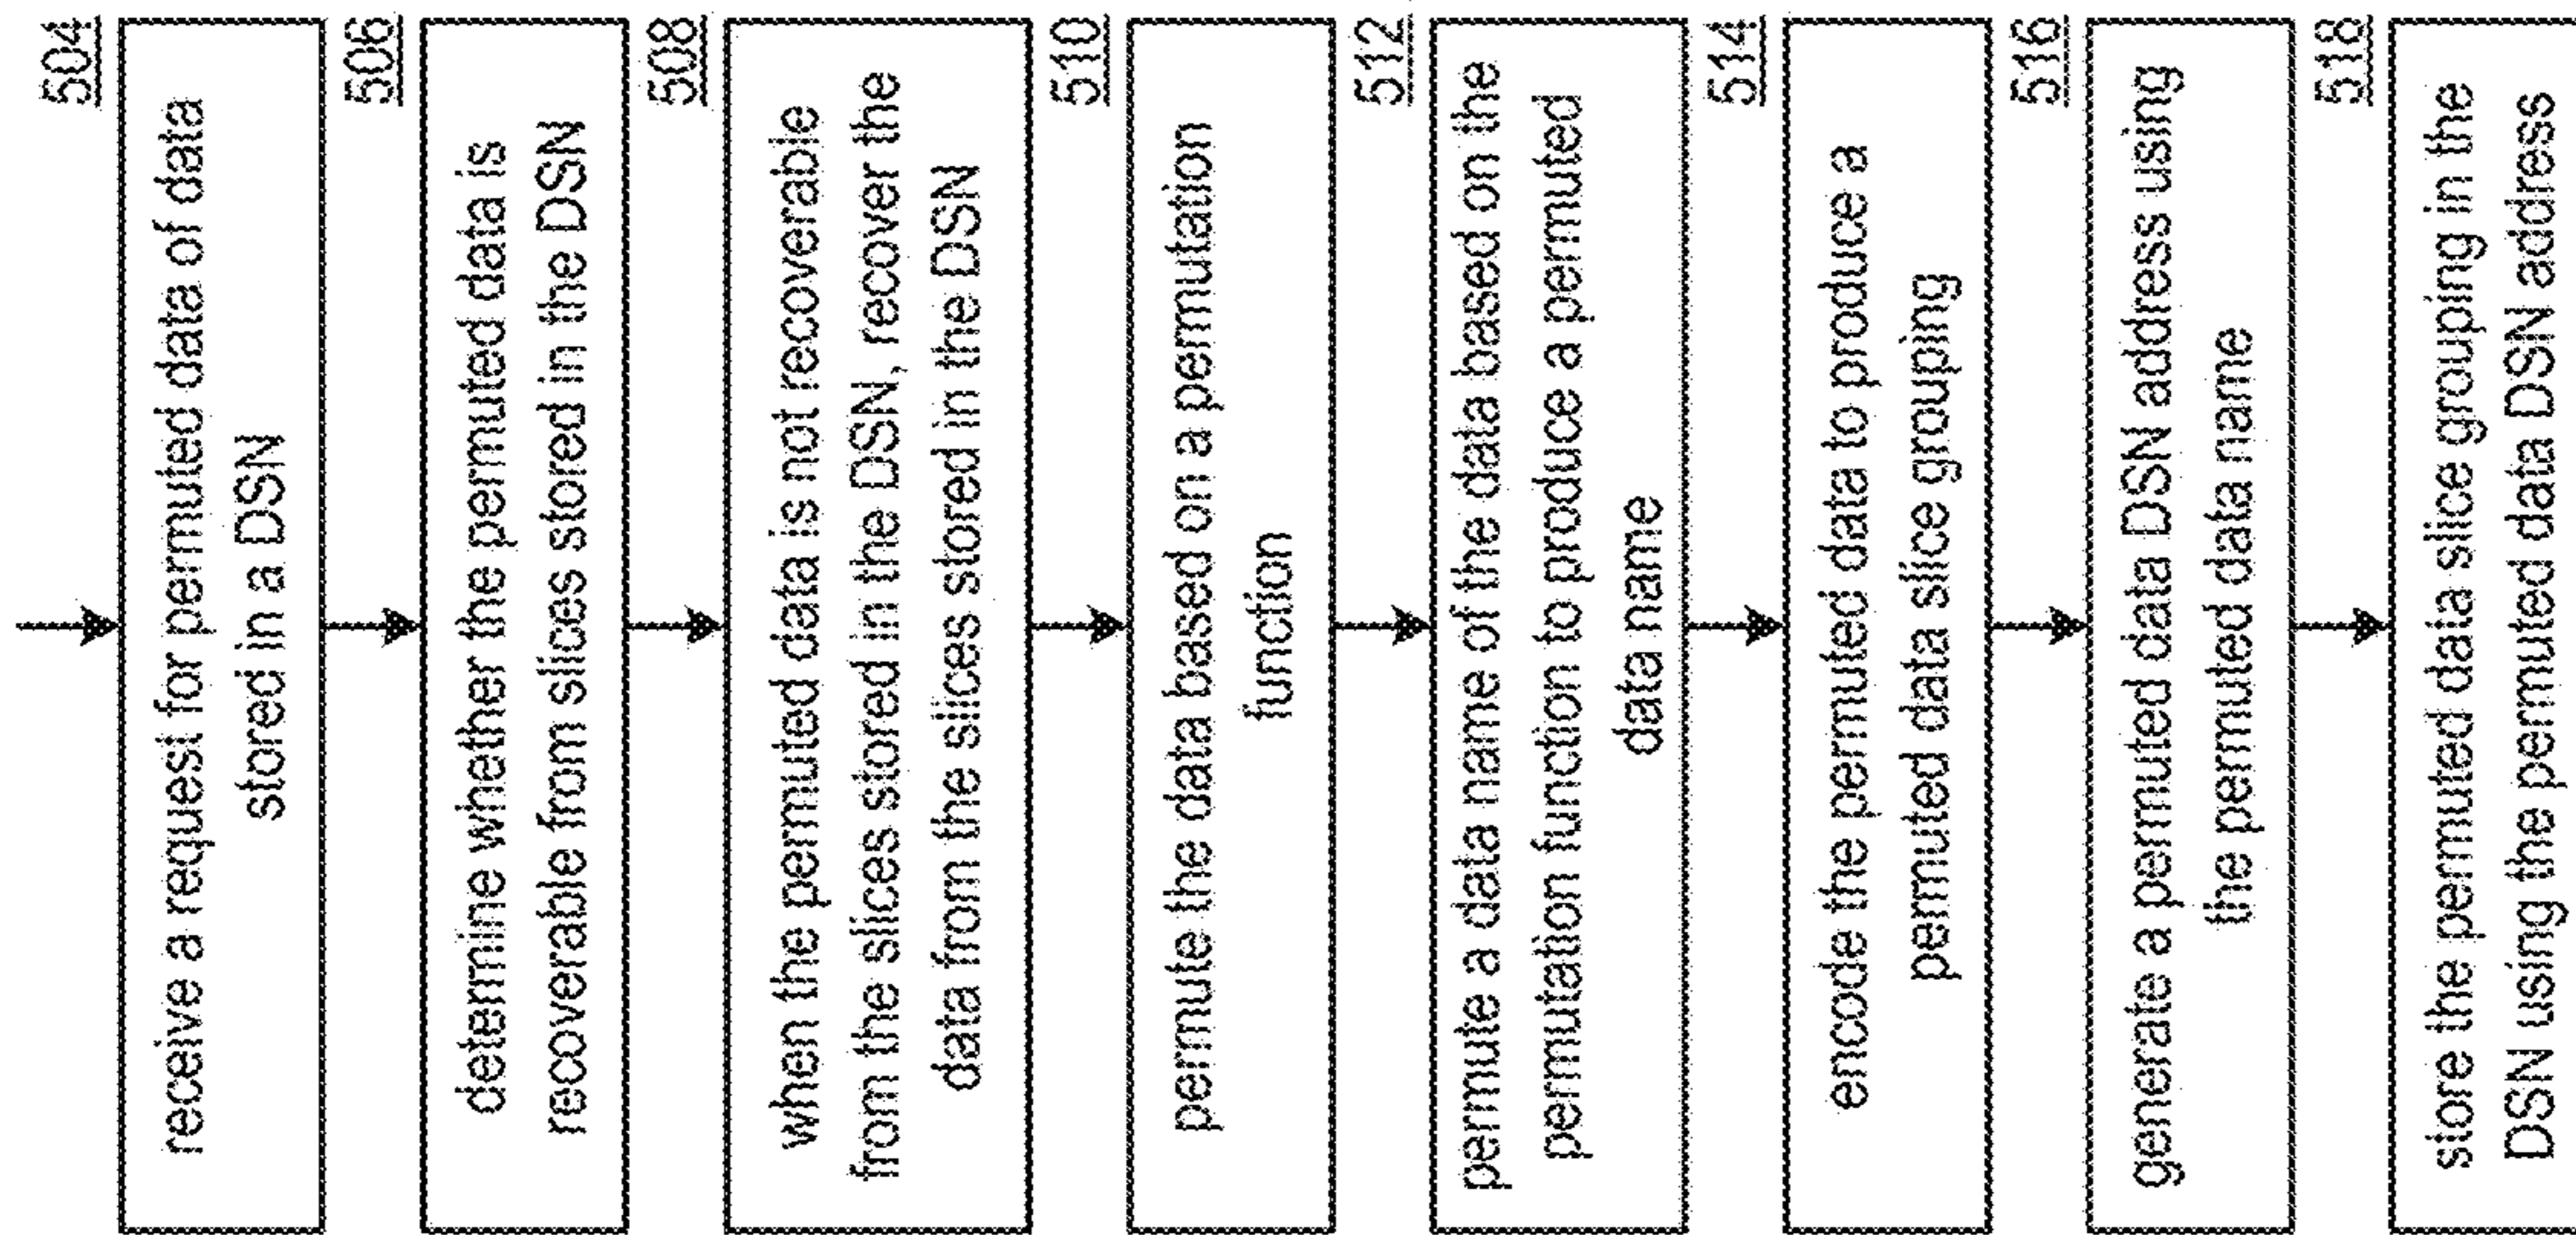 504
receive a request for permuted data of data
stored in a DSN
506
determine whether the permuted data is
recoverable from slices stored in the DSN
508
when the permuted data is not recoverable
from the slices stored in the DSN, recover the
data from the slices stored in the DSN
510
permute the data based on a permutation
function
512
permute a data name of the data based on the
permutation function to produce a permuted
data name
514
encode the permuted data to produce a
permuted data slice grouping
516
generate a permuted data DSN address using
the permuted data name
518
store the permuted data slice grouping in the
DSN using the permuted data DSN address